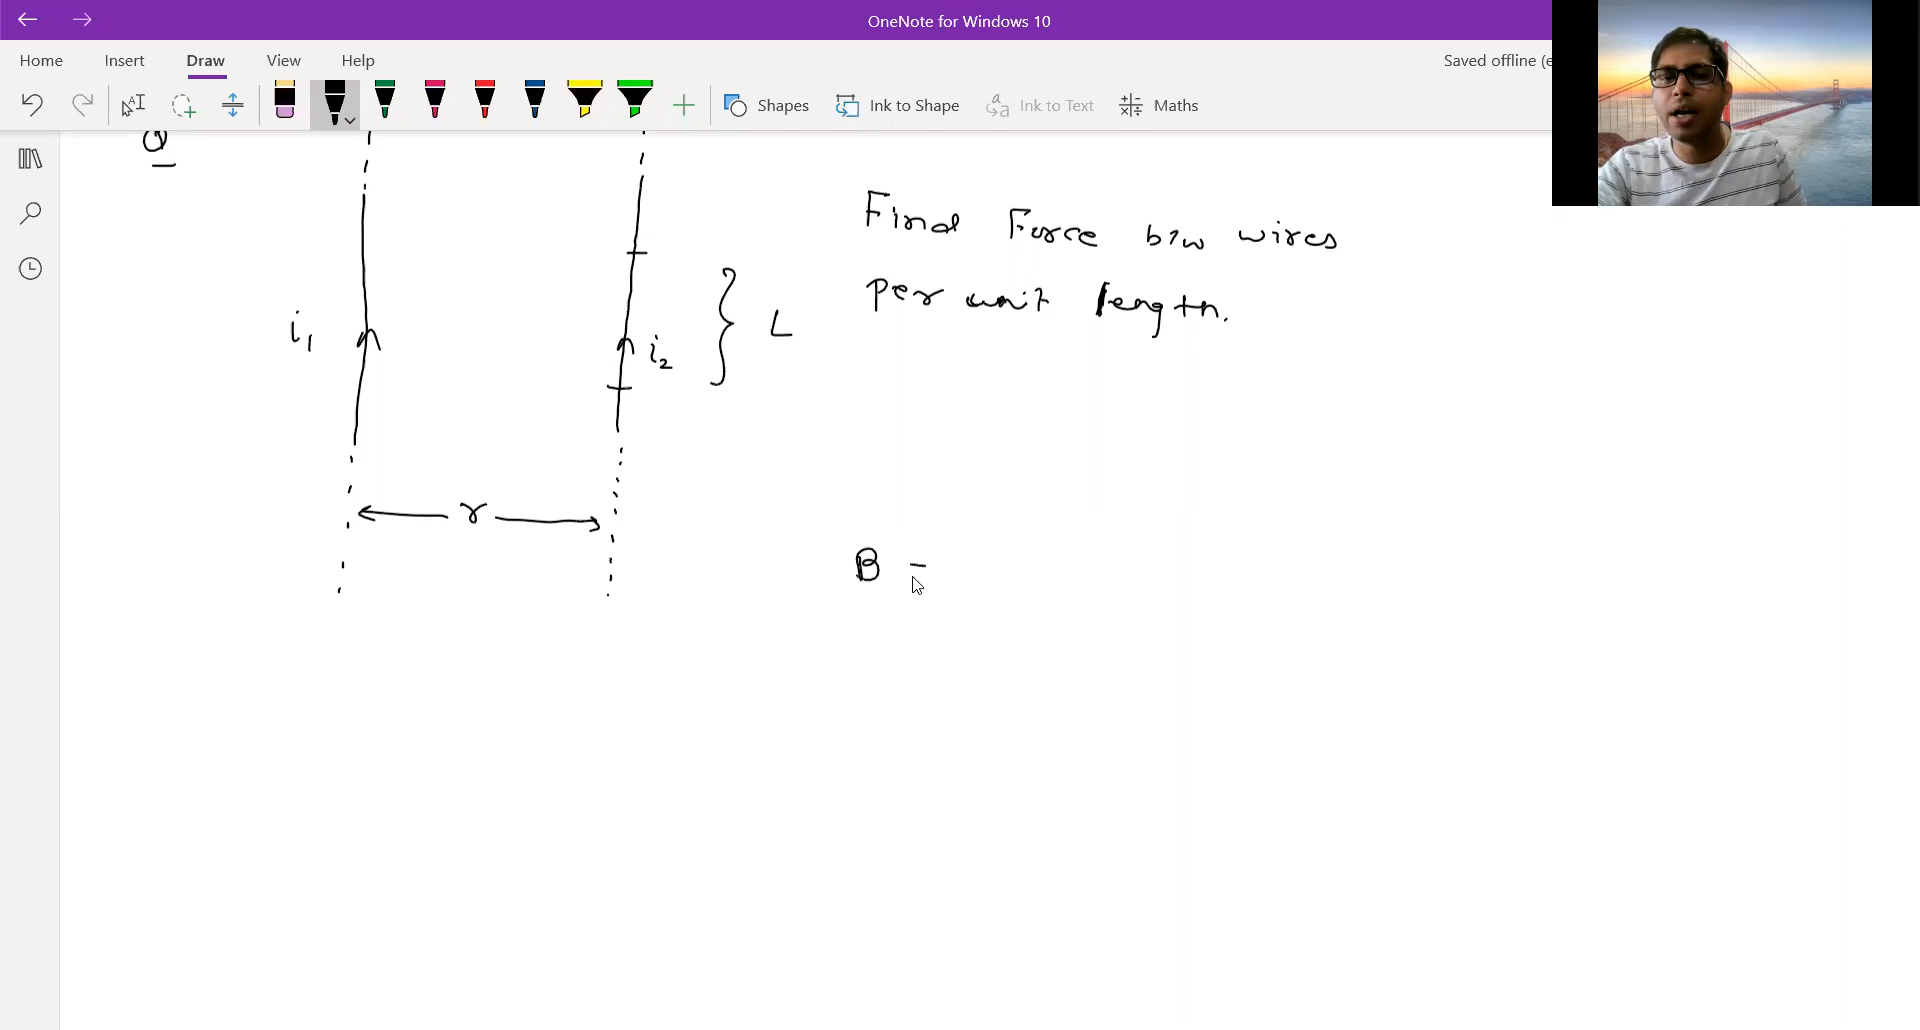 OneNote for Windows 10
Home Insert Draw View Help Saved offline (e
Shapes Ink to Shape Ink to Text Maths
Q
Find Force b/w wires
per unit length.
i₁
i₂
L
r
B =